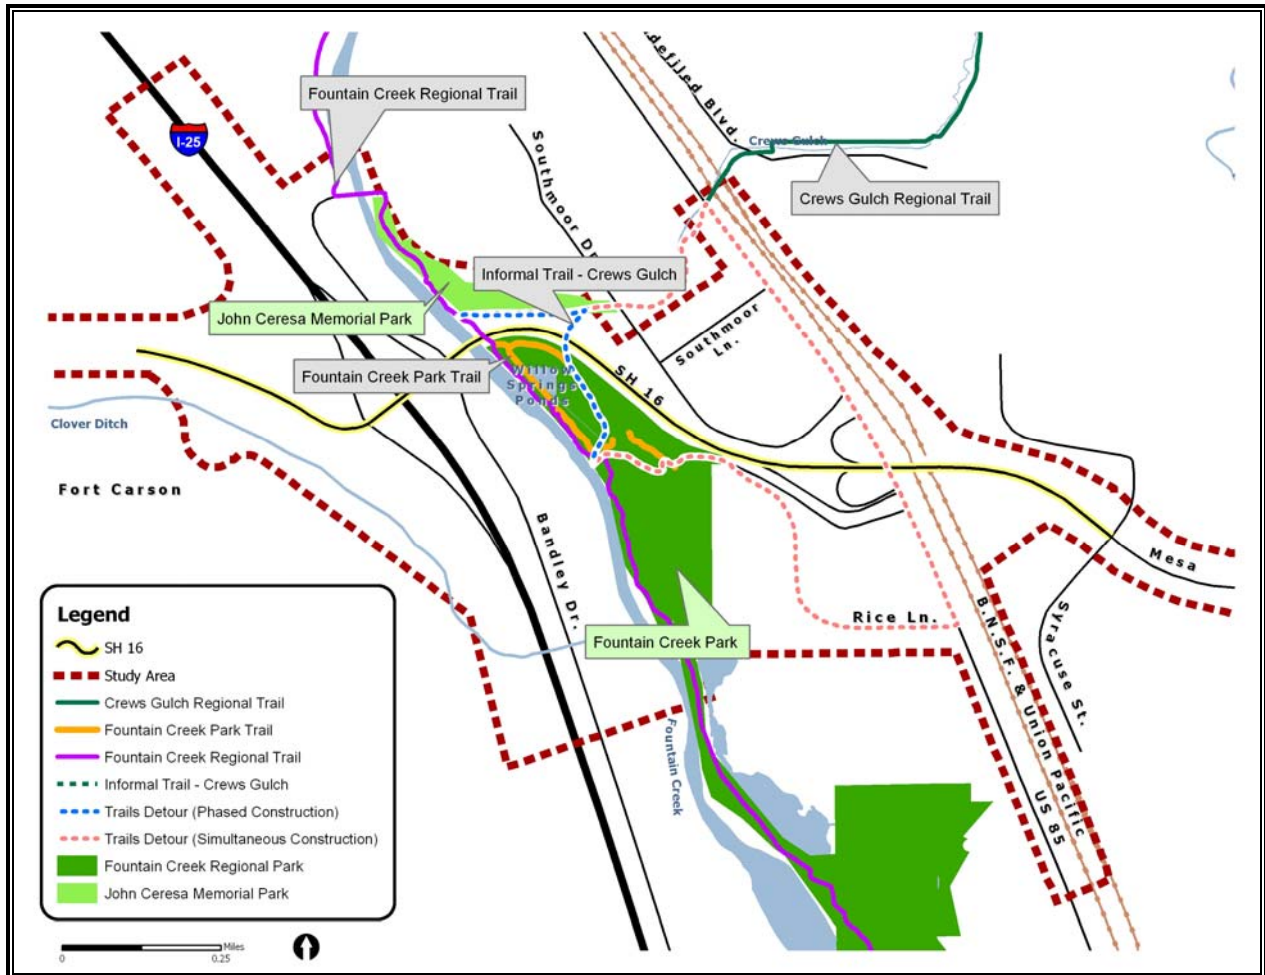 defiled Blvd.
Fountain Creek Regional Trail
I-25
Crews Gulch
Southmoor Dr.
Crews Gulch Regional Trail
Informal Trail - Crews Gulch
John Ceresa Memorial Park
Southmoor
Ln.
Fountain Creek Park Trail
Willow
Springs
Ponds
SH 16
Clover Ditch
Fort Carson
Bandley Dr.
Mesa
Rice Ln.
Fountain Creek Park
B.N.S.F. & Union Pacific
Syracuse St.
Fountain Creek
US 85
Legend
SH 16
Study Area
Crews Gulch Regional Trail
Fountain Creek Park Trail
Fountain Creek Regional Trail
Informal Trail - Crews Gulch
Trails Detour (Phased Construction)
Trails Detour (Simultaneous Construction)
Fountain Creek Regional Park
John Ceresa Memorial Park
Miles
0 0.25